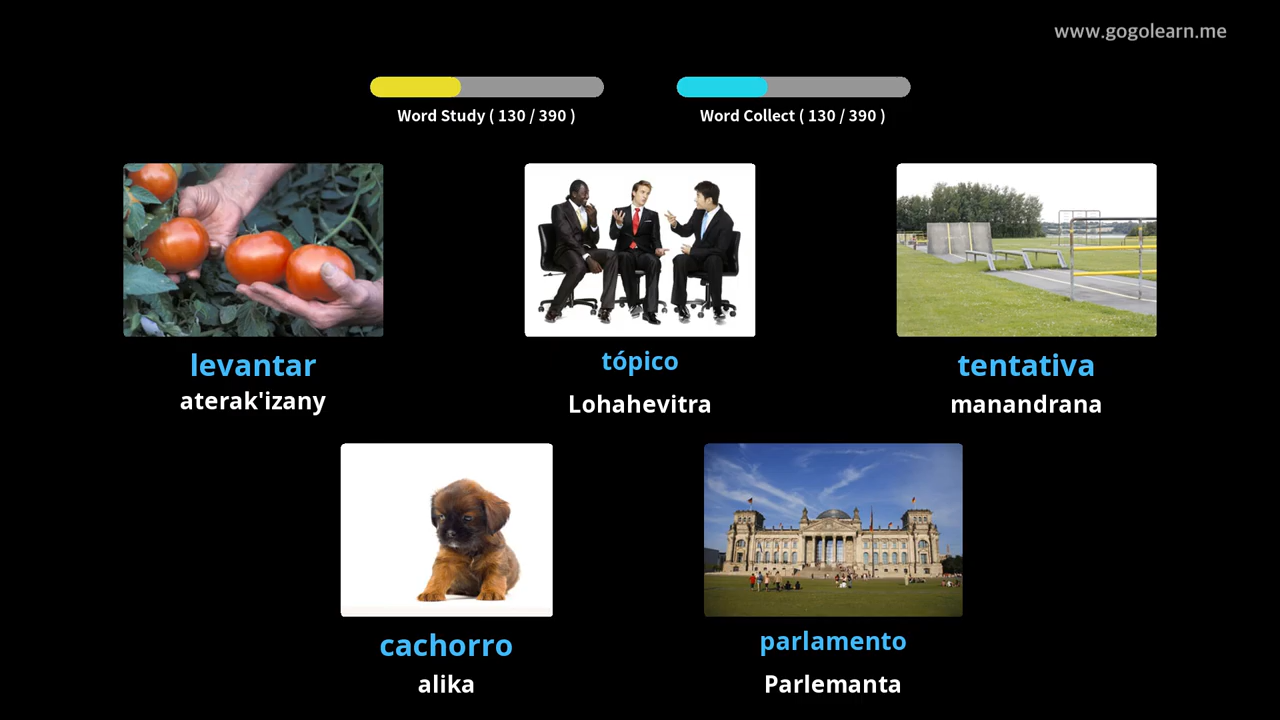 www.gogolearn.me
Word Study ( 130 / 390 )
Word Collect ( 130 / 390 )
levantar
aterak'izany
tópico
Lohahevitra
tentativa
manandrana
cachorro
alika
parlamento
Parlemanta